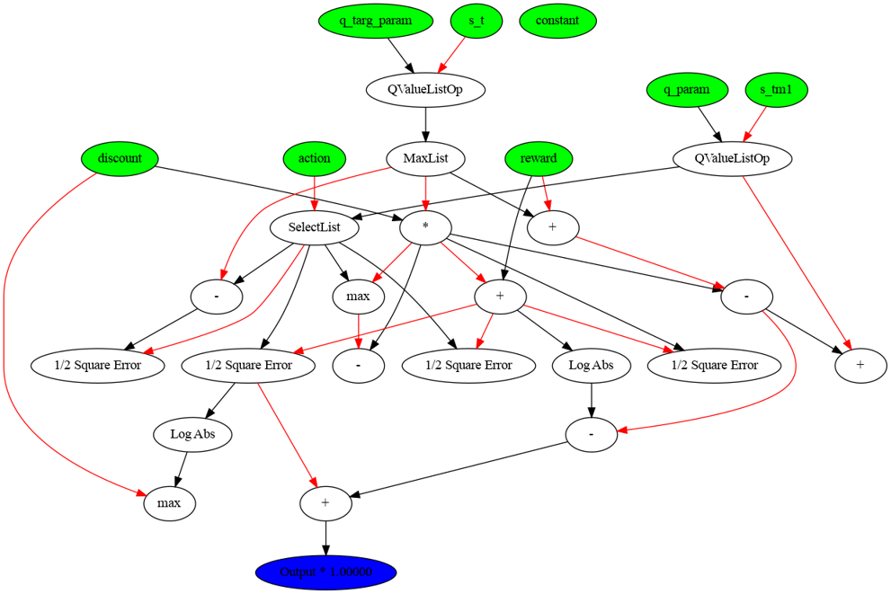 q_targ_param
s_t
constant
QValueListOp
q_param
s_tm1
discount
action
MaxList
reward
QValueListOp
SelectList
*
+
-
max
+
-
1/2 Square Error
1/2 Square Error
-
1/2 Square Error
Log Abs
1/2 Square Error
+
Log Abs
-
max
+
Output * 1.00000